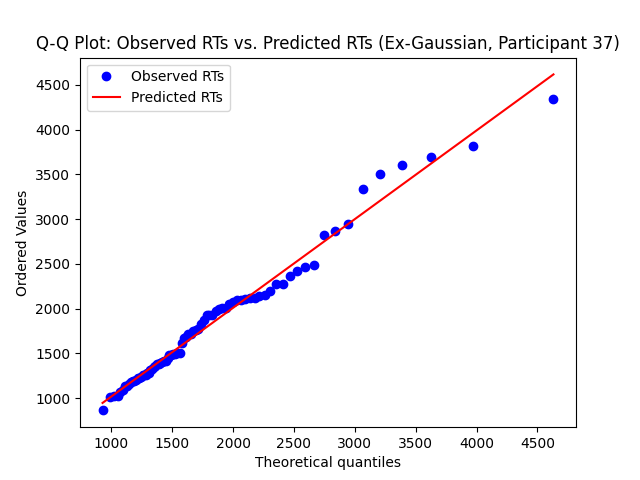 Q-Q Plot: Observed RTs vs. Predicted RTs (Ex-Gaussian, Participant 37)
Observed RTs
Predicted RTs
4500
4000
3500
3000
2500
2000
1500
1000
Ordered Values
1000 1500 2000 2500 3000 3500 4000 4500
Theoretical quantiles